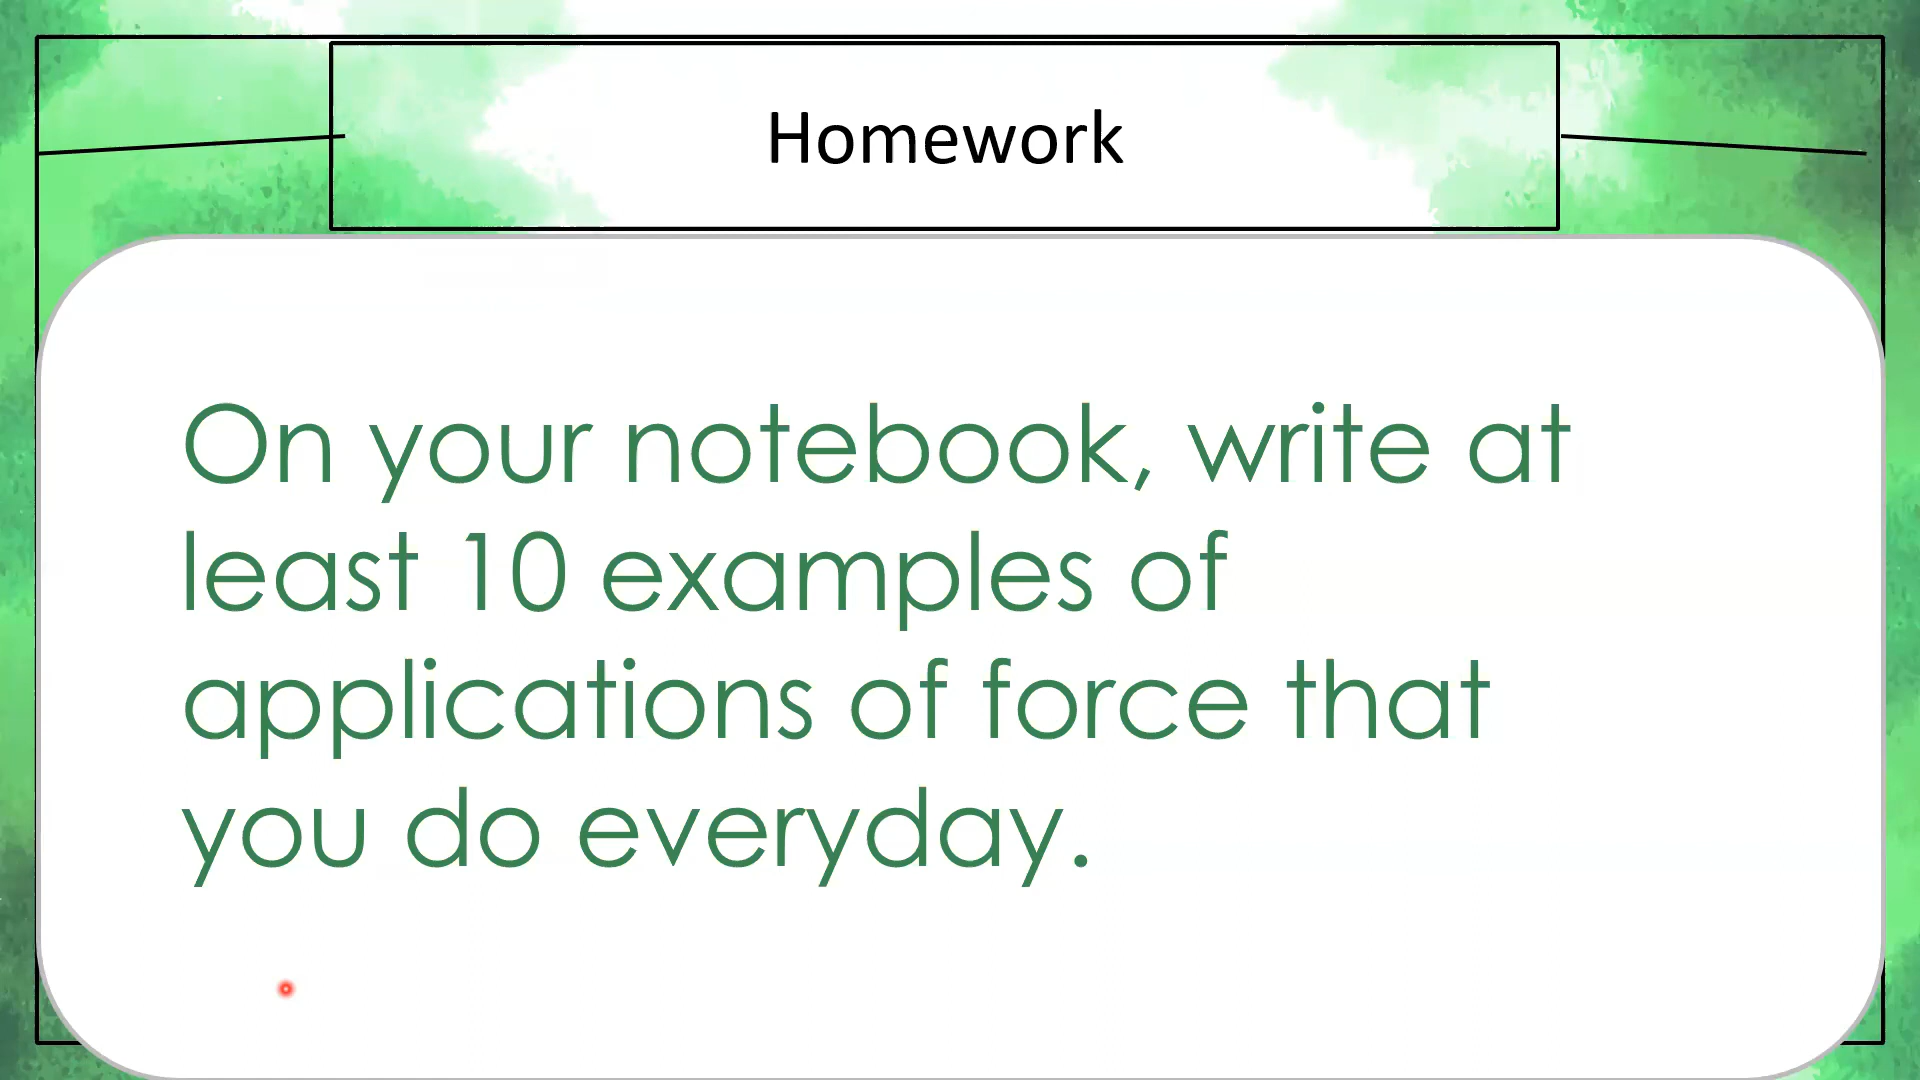 Homework
On your notebook, write at
least 10 examples of
applications of force that
you do everyday.